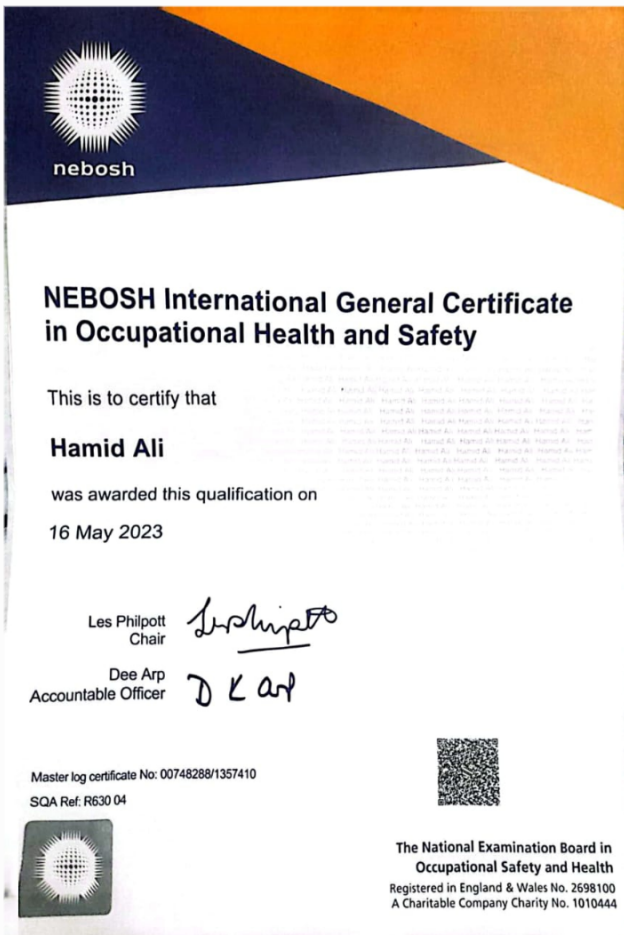 nebosh
NEBOSH International General Certificate
in Occupational Health and Safety
This is to certify that
Hamid Ali
was awarded this qualification on
16 May 2023
Les Philpott
Chair
Dee Arp
Accountable Officer
D K Arp
Master log certificate No: 00748288/1357410
SQA Ref: R630 04
The National Examination Board in
Occupational Safety and Health
Registered in England & Wales No. 2698100
A Charitable Company Charity No. 1010444